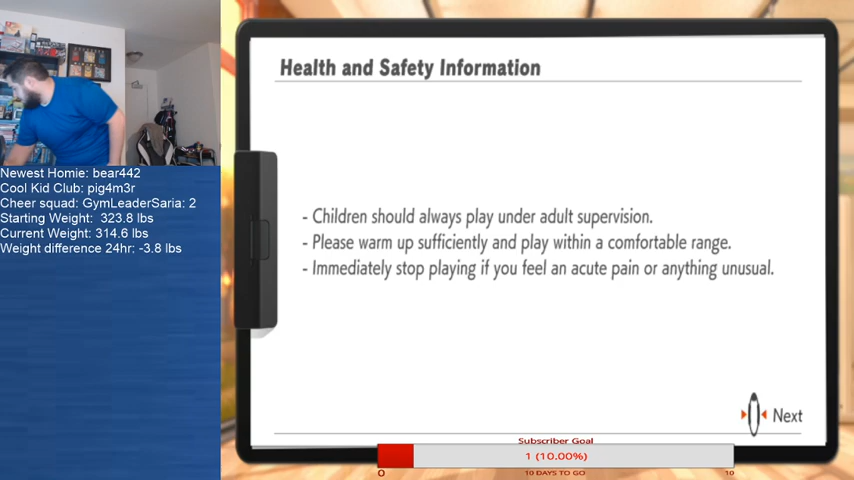 Newest Homie: bear442
Cool Kid Club: pig4m3r
Cheer squad: GymLeaderSaria: 2
Starting Weight: 323.8 lbs
Current Weight: 314.6 lbs
Weight difference 24hr: -3.8 lbs
Health and Safety Information
- Children should always play under adult supervision.
- Please warm up sufficiently and play within a comfortable range.
- Immediately stop playing if you feel an acute pain or anything unusual.
Next
Subscriber Goal
1 (10.00%)
0 10 DAYS TO GO 10